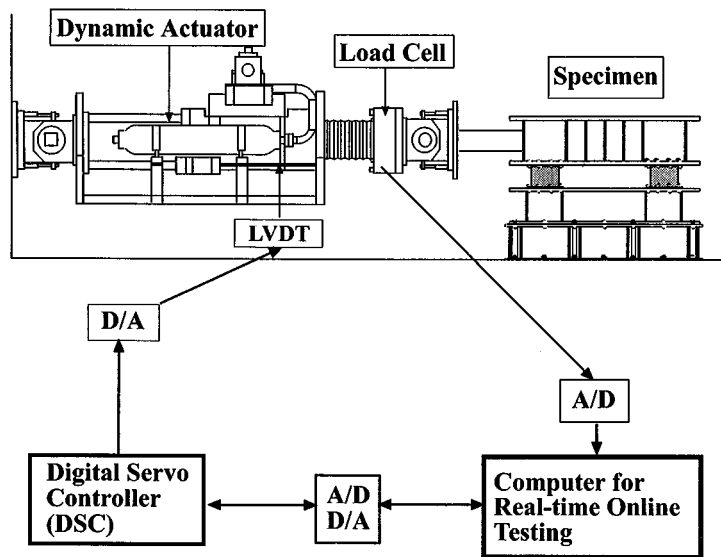 Dynamic Actuator
Load Cell
Specimen
LVDT
D/A
A/D
Digital Servo
Controller
(DSC)
A/D
D/A
Computer for
Real-time Online
Testing